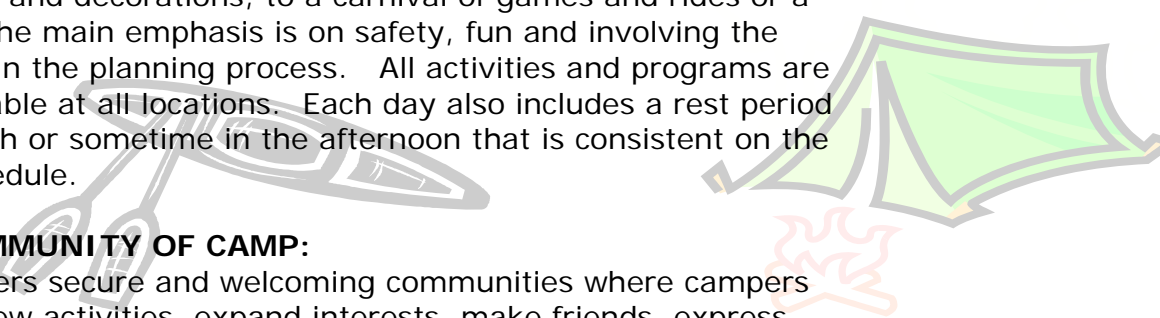 and decorations, to a carnival of games and rides or a
he main emphasis is on safety, fun and involving the
n the planning process. All activities and programs are
ble at all locations. Each day also includes a rest period
h or sometime in the afternoon that is consistent on the
edule.
MMUNITY OF CAMP:
ers secure and welcoming communities where campers
ew activities, expand interests, make friends, express